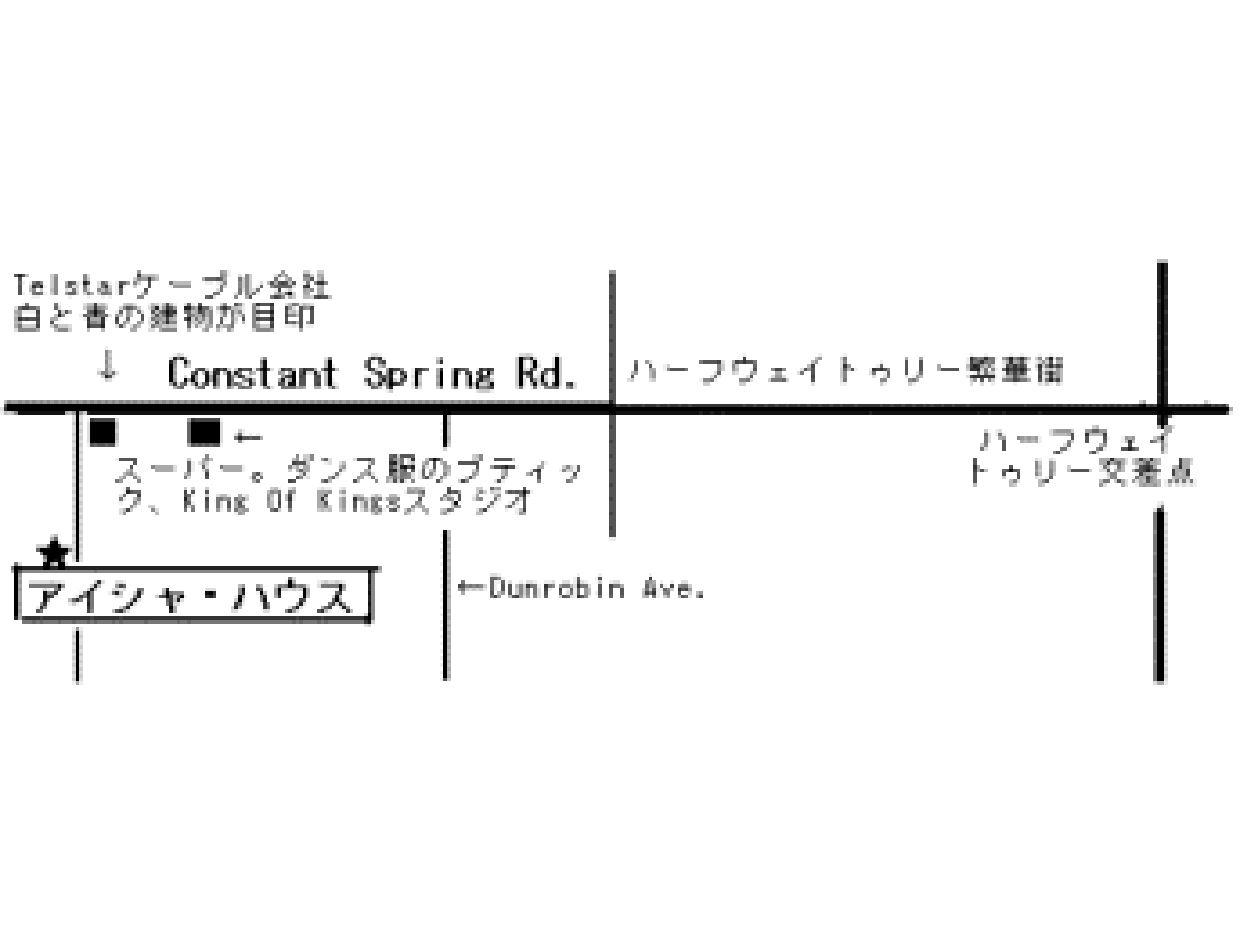 Telstarケーブル会社
白と青の建物が目印
↓
Constant Spring Rd.
ハーフウェイトゥリー繁華街
←
スーパー。ダンス服のブティッ
ク、King Of Kingsスタジオ
ハーフウェイ
トゥリー交差点
★
アイシャ・ハウス
←Dunrobin Ave.